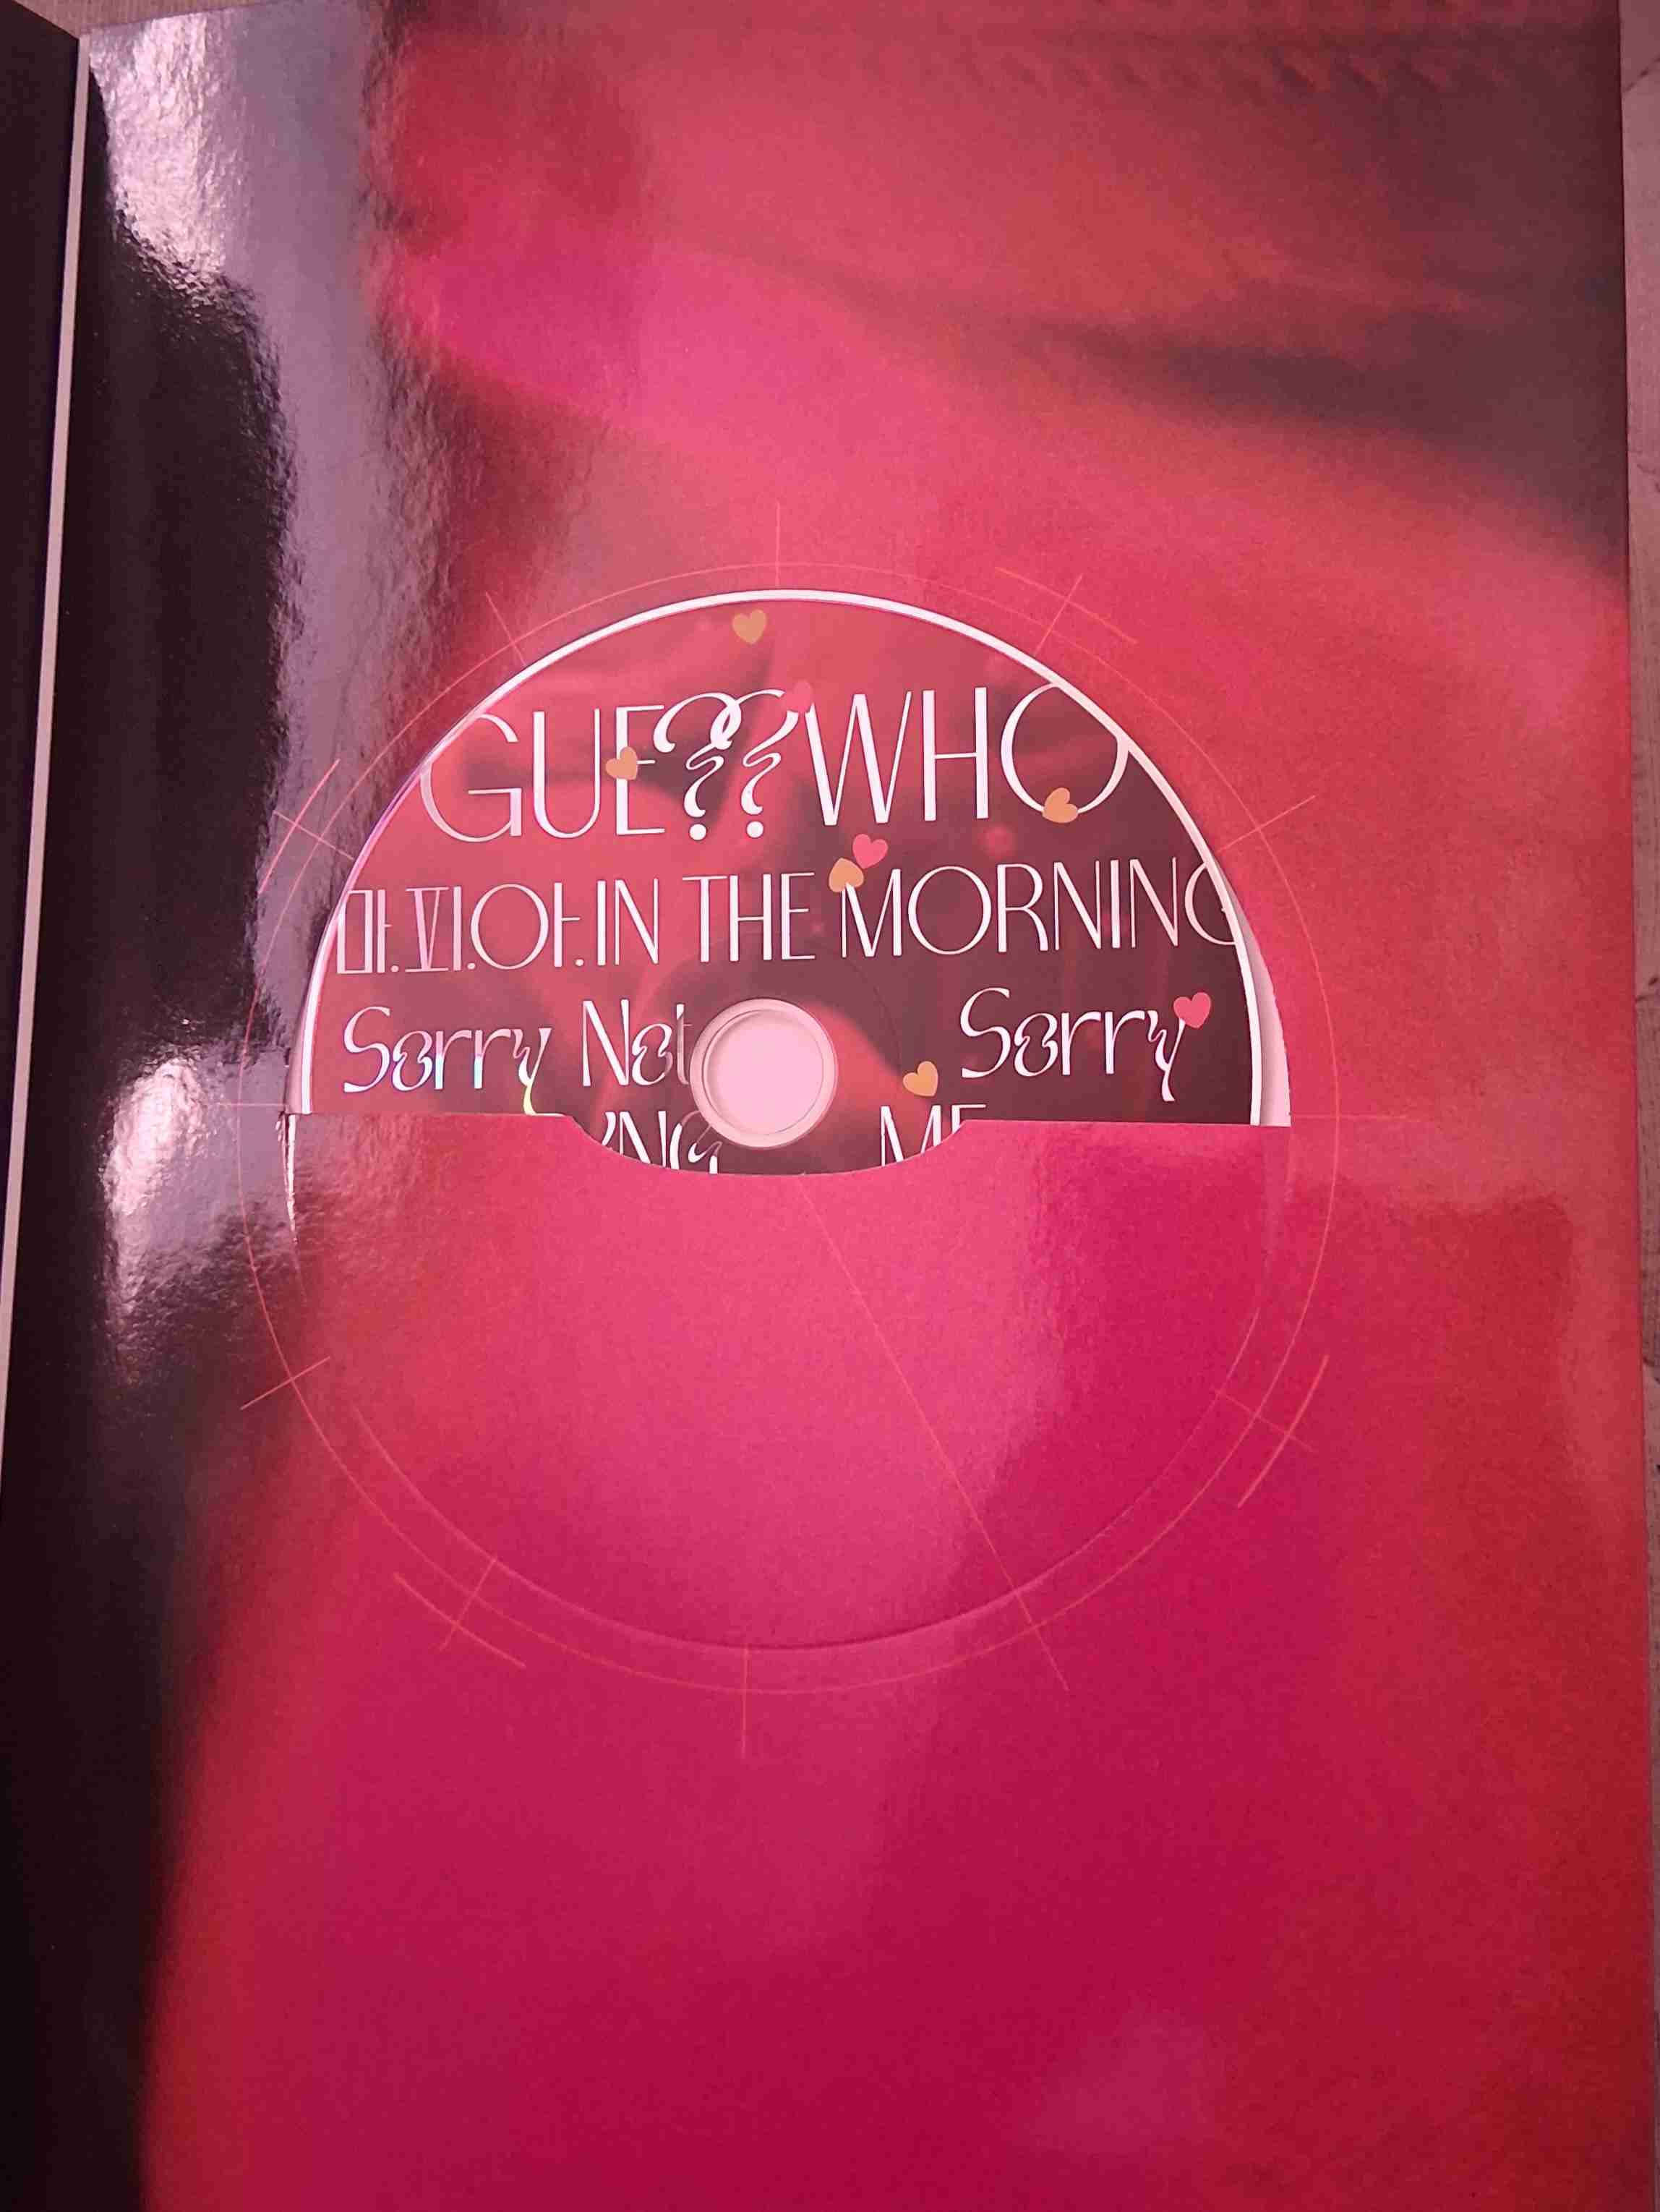 GUE??WHO
마.피.아.IN THE MORNING
Sorry Not Sorry